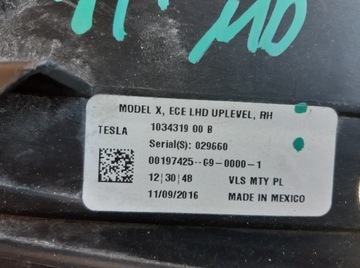 MODEL X, ECE LHD UPLEVEL, RH
TESLA 1034319 00 B
Serial(S): 029660
00197425--G9-0000-1
12|30|48 VLS MTY PL
11/09/2016 MADE IN MEXICO